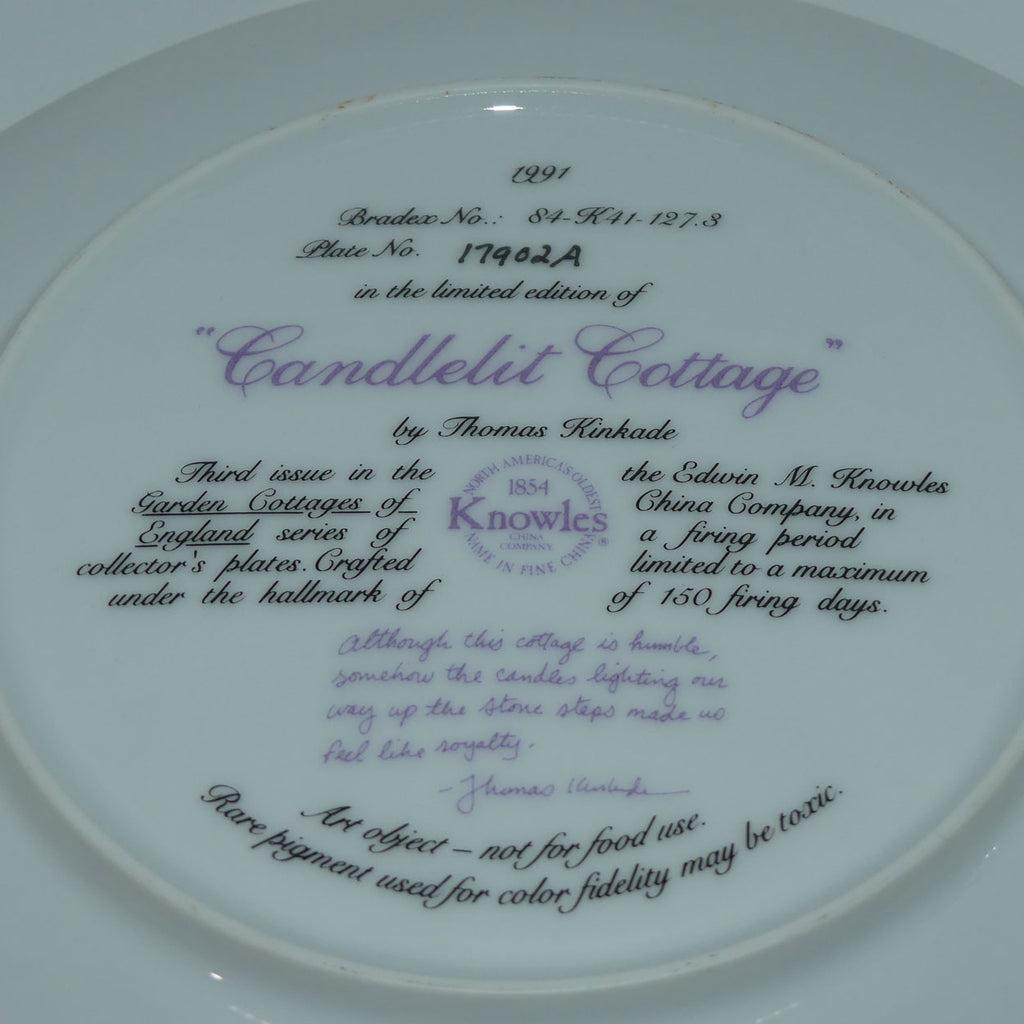 1991
Bradex No.: 84-K41-127.3
Plate No. 17902A
in the limited edition of
"Candlelit Cottage"
by Thomas Kinkade
Third issue in the
Garden Cottages of
England series of
collector's plates. Crafted
under the hallmark of
NORTH AMERICA'S OLDEST
1854
Knowles
CHINA
COMPANY
®
NAME IN FINE CHINA
the Edwin M. Knowles
China Company, in
a firing period
limited to a maximum
of 150 firing days.
Although this cottage is humble,
somehow the candles lighting our
way up the stone steps made us
feel like royalty.
- Thomas Kinkade
Art object – not for food use.
Rare pigment used for color fidelity may be toxic.